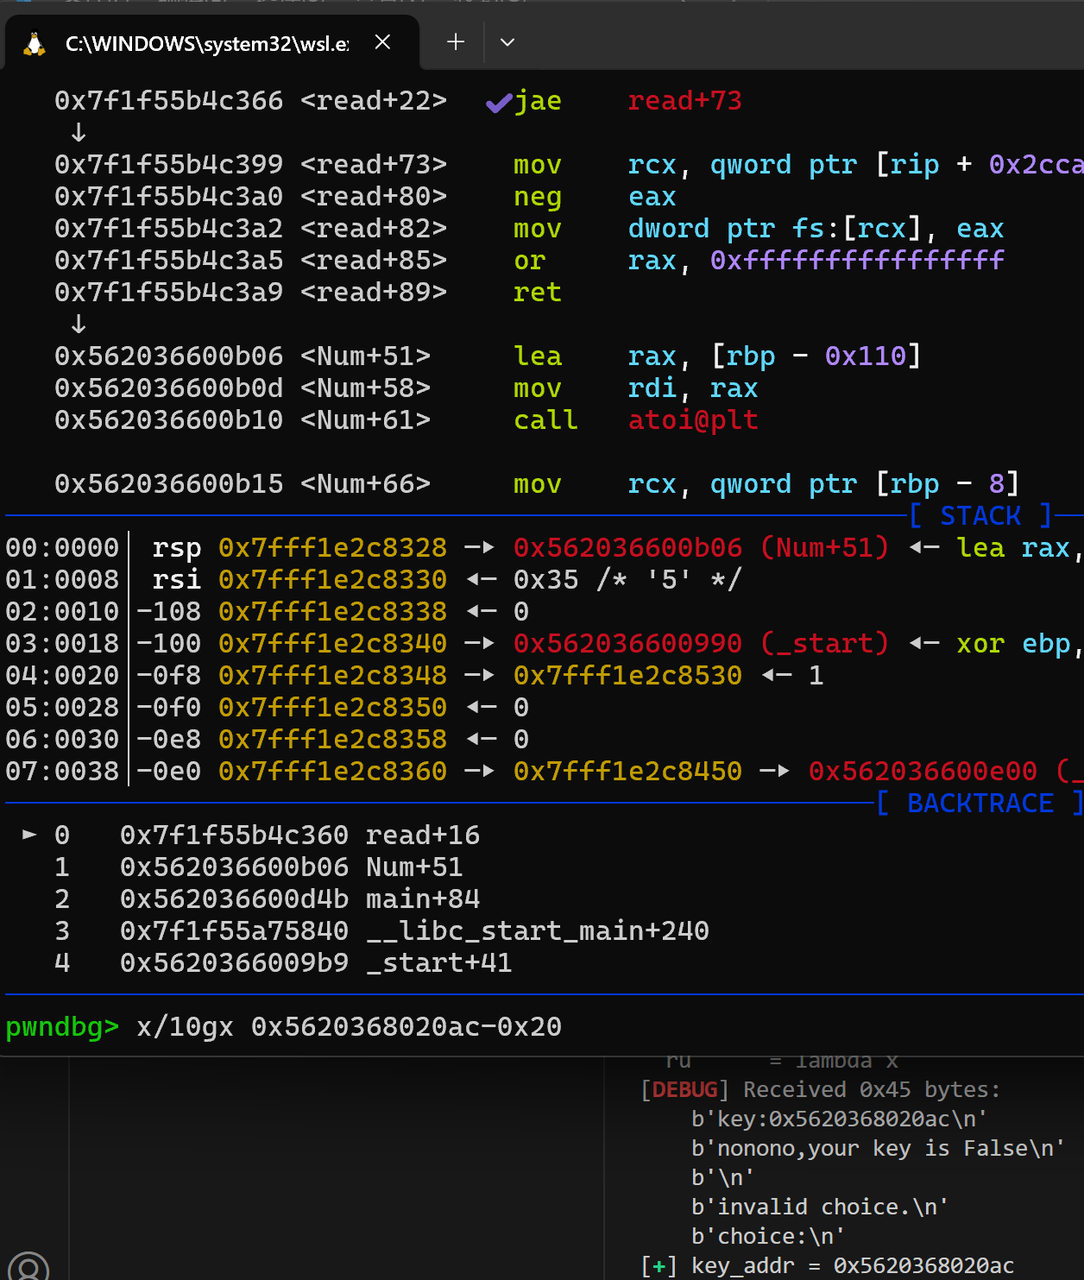 C:\WINDOWS\system32\wsl.e
0x7f1f55b4c366 <read+22> ✔jae read+73
↓
0x7f1f55b4c399 <read+73> mov rcx, qword ptr [rip + 0x2cca
0x7f1f55b4c3a0 <read+80> neg eax
0x7f1f55b4c3a2 <read+82> mov dword ptr fs:[rcx], eax
0x7f1f55b4c3a5 <read+85> or rax, 0xffffffffffffffff
0x7f1f55b4c3a9 <read+89> ret
↓
0x562036600b06 <Num+51> lea rax, [rbp - 0x110]
0x562036600b0d <Num+58> mov rdi, rax
0x562036600b10 <Num+61> call atoi@plt
0x562036600b15 <Num+66> mov rcx, qword ptr [rbp - 8]
[ STACK ]
00:0000│ rsp 0x7fff1e2c8328 —▸ 0x562036600b06 (Num+51) ◂— lea rax,
01:0008│ rsi 0x7fff1e2c8330 ◂— 0x35 /* '5' */
02:0010│-108 0x7fff1e2c8338 ◂— 0
03:0018│-100 0x7fff1e2c8340 —▸ 0x562036600990 (_start) ◂— xor ebp,
04:0020│-0f8 0x7fff1e2c8348 —▸ 0x7fff1e2c8530 ◂— 1
05:0028│-0f0 0x7fff1e2c8350 ◂— 0
06:0030│-0e8 0x7fff1e2c8358 ◂— 0
07:0038│-0e0 0x7fff1e2c8360 —▸ 0x7fff1e2c8450 —▸ 0x562036600e00 (_
[ BACKTRACE ]
► 0 0x7f1f55b4c360 read+16
1 0x562036600b06 Num+51
2 0x562036600d4b main+84
3 0x7f1f55a75840 __libc_start_main+240
4 0x5620366009b9 _start+41
pwndbg> x/10gx 0x5620368020ac-0x20
ru = lambda x
[DEBUG] Received 0x45 bytes:
b'key:0x5620368020ac\n'
b'nonono,your key is False\n'
b'\n'
b'invalid choice.\n'
b'choice:\n'
[+] key_addr = 0x5620368020ac